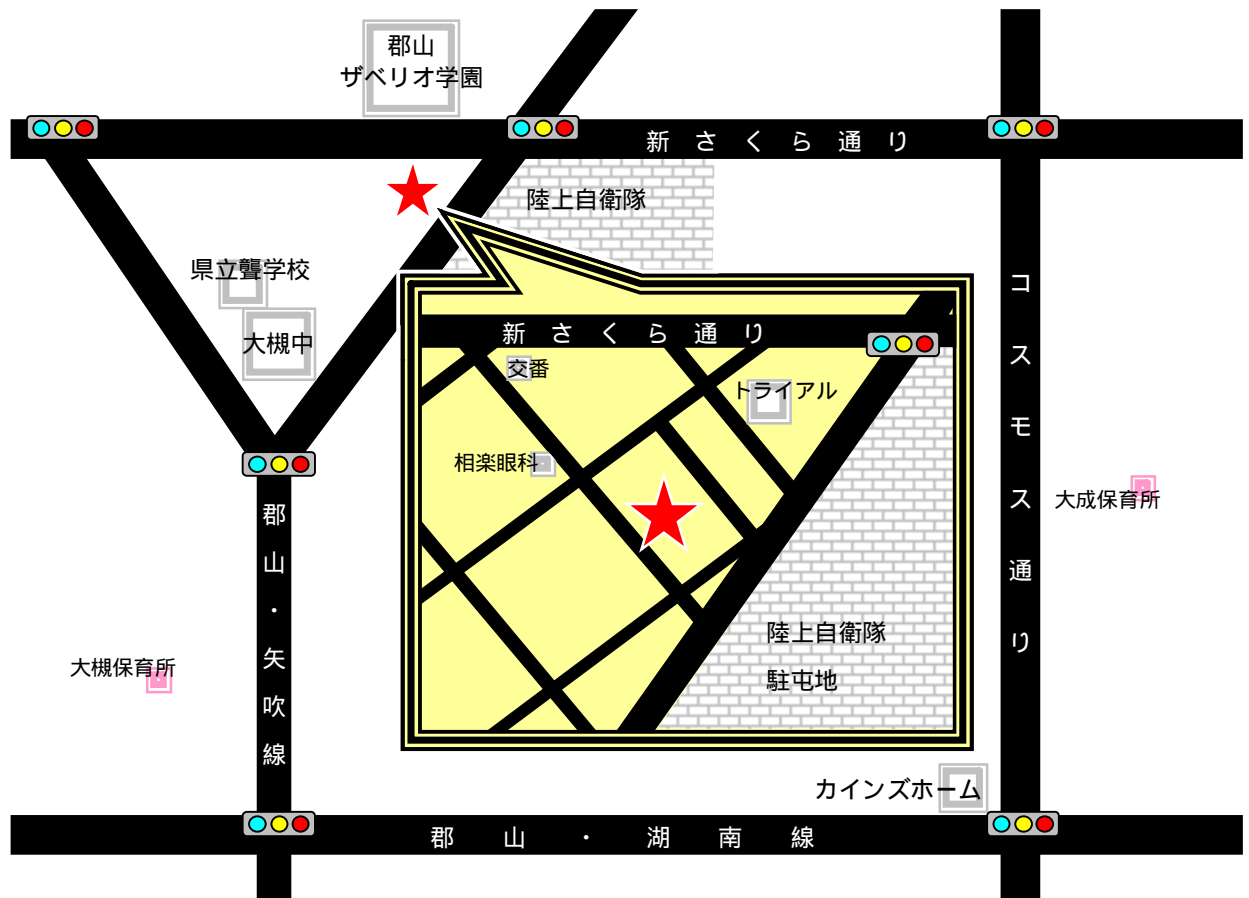 郡山
ザベリオ学園
新さくら通り
陸上自衛隊
県立聾学校
大槻中
コスモス通り
新さくら通り
交番
トライアル
相楽眼科
大成保育所
郡山・矢吹線
陸上自衛隊
駐屯地
大槻保育所
カインズホーム
郡山・湖南線